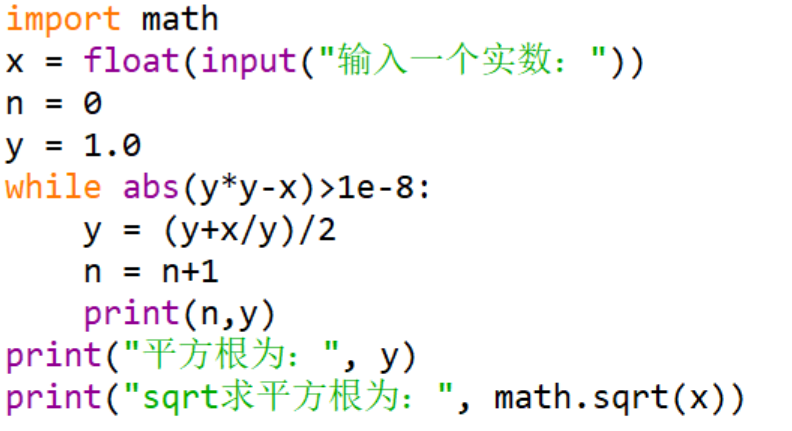 import math
x = float(input("输入一个实数："))
n = 0
y = 1.0
while abs(y*y-x)>1e-8:
    y = (y+x/y)/2
    n = n+1
    print(n,y)
print("平方根为：", y)
print("sqrt求平方根为：", math.sqrt(x))